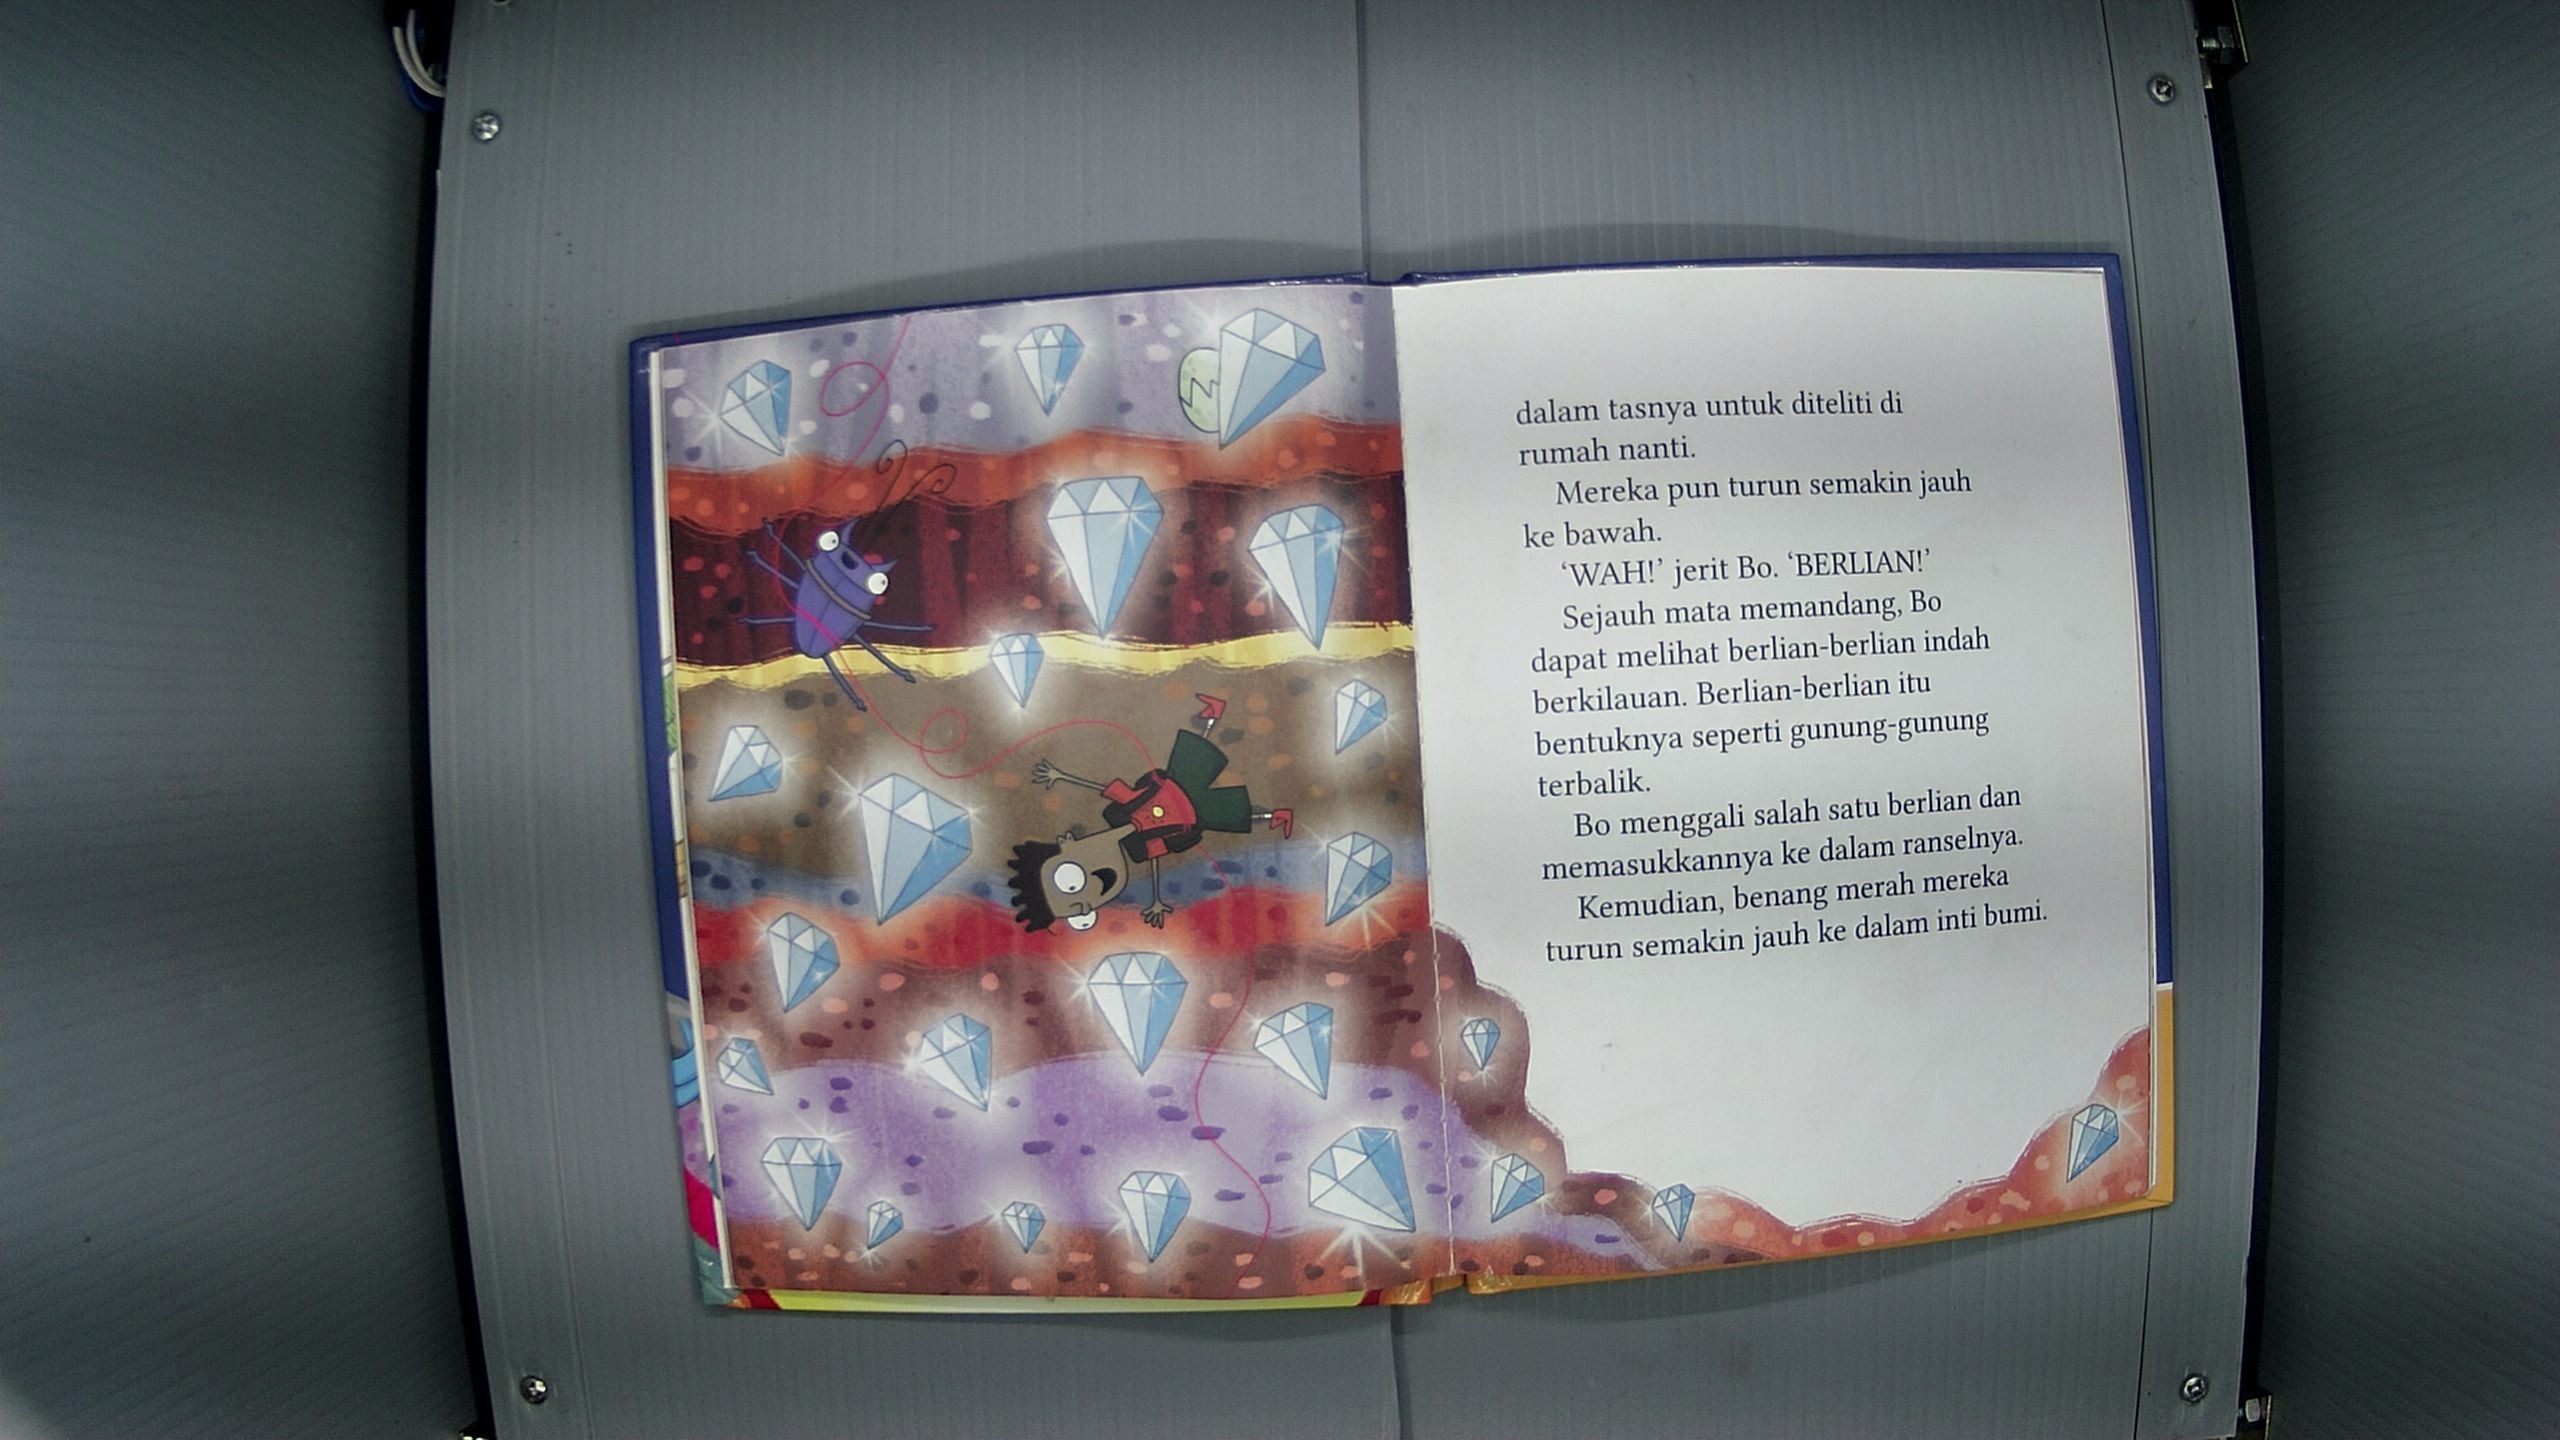 dalam tasnya untuk diteliti di
rumah nanti.
Mereka pun turun semakin jauh
ke bawah.
‘WAH!’ jerit Bo. ‘BERLIAN!’
Sejauh mata memandang, Bo
dapat melihat berlian-berlian indah
berkilauan. Berlian-berlian itu
bentuknya seperti gunung-gunung
terbalik.
Bo menggali salah satu berlian dan
memasukkannya ke dalam ranselnya.
Kemudian, benang merah mereka
turun semakin jauh ke dalam inti bumi.